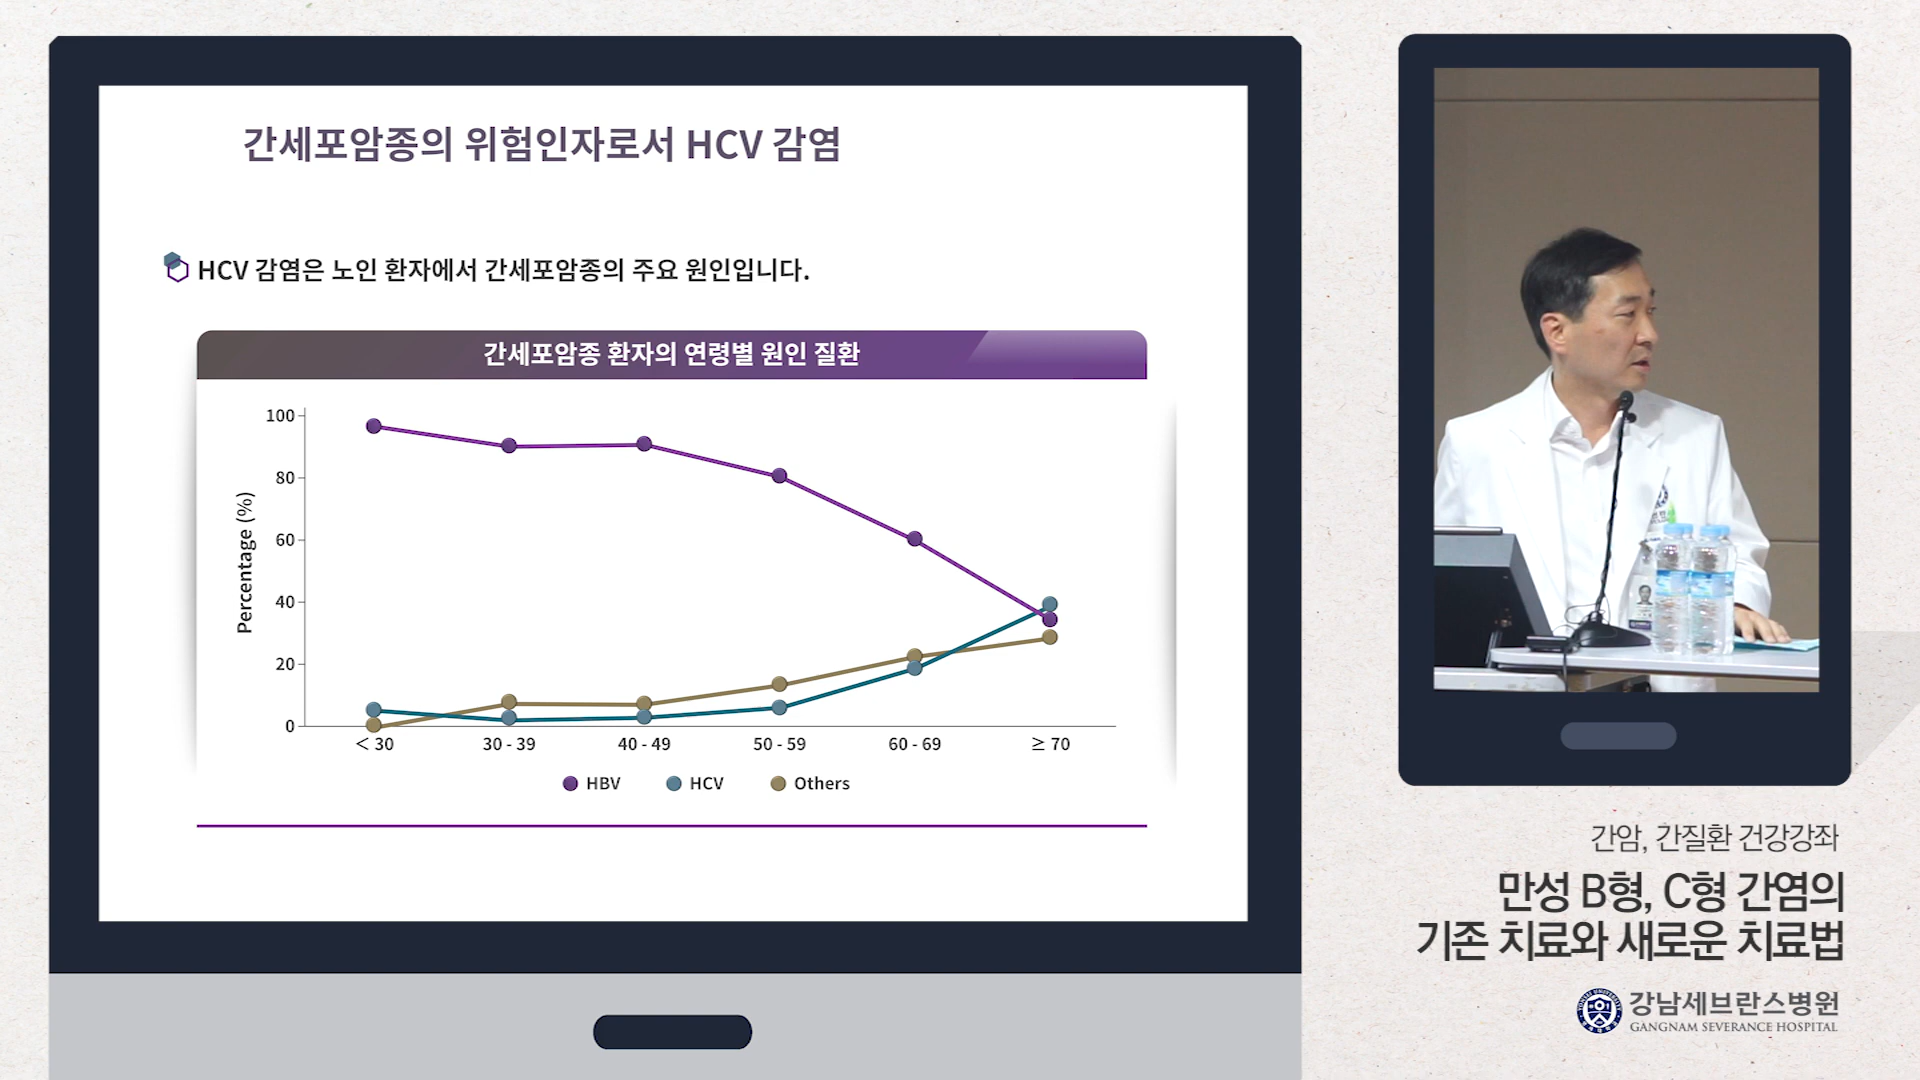 간세포암종의 위험인자로서 HCV 감염
HCV 감염은 노인 환자에서 간세포암종의 주요 원인입니다.
간세포암종 환자의 연령별 원인 질환
Percentage (%)
100
80
60
40
20
0
< 30
30 - 39
40 - 49
50 - 59
60 - 69
≥ 70
HBV
HCV
Others
간암, 간질환 건강강좌
만성 B형, C형 간염의
기존 치료와 새로운 치료법
강남세브란스병원
GANGNAM SEVERANCE HOSPITAL